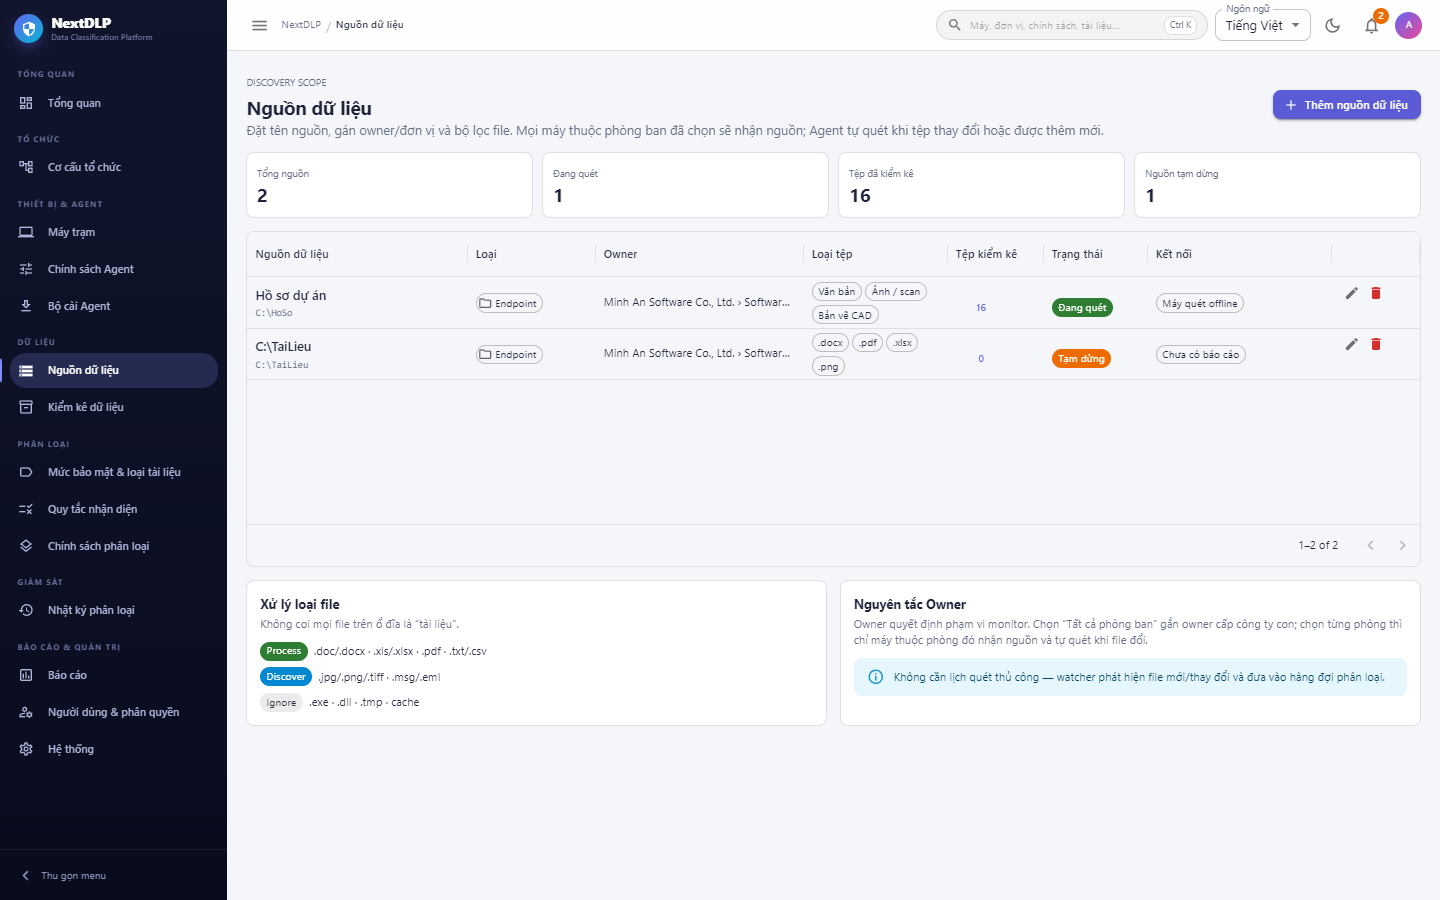 NextDLP
Data Classification Platform
TỔNG QUAN
Tổng quan
TỔ CHỨC
Cơ cấu tổ chức
THIẾT BỊ & AGENT
Máy trạm
Chính sách Agent
Bộ cài Agent
DỮ LIỆU
Nguồn dữ liệu
Kiểm kê dữ liệu
PHÂN LOẠI
Mức bảo mật & loại tài liệu
Quy tắc nhận diện
Chính sách phân loại
GIÁM SÁT
Nhật ký phân loại
BÁO CÁO & QUẢN TRỊ
Báo cáo
Người dùng & phân quyền
Hệ thống
Thu gọn menu
NextDLP / Nguồn dữ liệu
Máy, đơn vị, chính sách, tài liệu... Ctrl K
Ngôn ngữ
Tiếng Việt
2
A
DISCOVERY SCOPE
Nguồn dữ liệu
Đặt tên nguồn, gán owner/đơn vị và bộ lọc file. Mọi máy thuộc phòng ban đã chọn sẽ nhận nguồn; Agent tự quét khi tệp thay đổi hoặc được thêm mới.
Thêm nguồn dữ liệu
Tổng nguồn
2
Đang quét
1
Tệp đã kiểm kê
16
Nguồn tạm dừng
1
Nguồn dữ liệu Loại Owner Loại tệp Tệp kiểm kê Trạng thái Kết nối
Hồ sơ dự án
C:\HoSo
Endpoint
Minh An Software Co., Ltd. › Softwar...
Văn bản Ảnh / scan
Bản vẽ CAD
16
Đang quét
Máy quét offline
C:\TaiLieu
C:\TaiLieu
Endpoint
Minh An Software Co., Ltd. › Softwar...
.docx .pdf .xlsx
.png
0
Tạm dừng
Chưa có báo cáo
1–2 of 2
Xử lý loại file
Không coi mọi file trên ổ đĩa là “tài liệu”.
Process .doc/.docx · .xls/.xlsx · .pdf · .txt/.csv
Discover .jpg/.png/.tiff · .msg/.eml
Ignore .exe · .dll · .tmp · cache
Nguyên tắc Owner
Owner quyết định phạm vi monitor. Chọn “Tất cả phòng ban” gắn owner cấp công ty con; chọn từng phòng thì
chỉ máy thuộc phòng đó nhận nguồn và tự quét khi file đổi.
Không cần lịch quét thủ công — watcher phát hiện file mới/thay đổi và đưa vào hàng đợi phân loại.